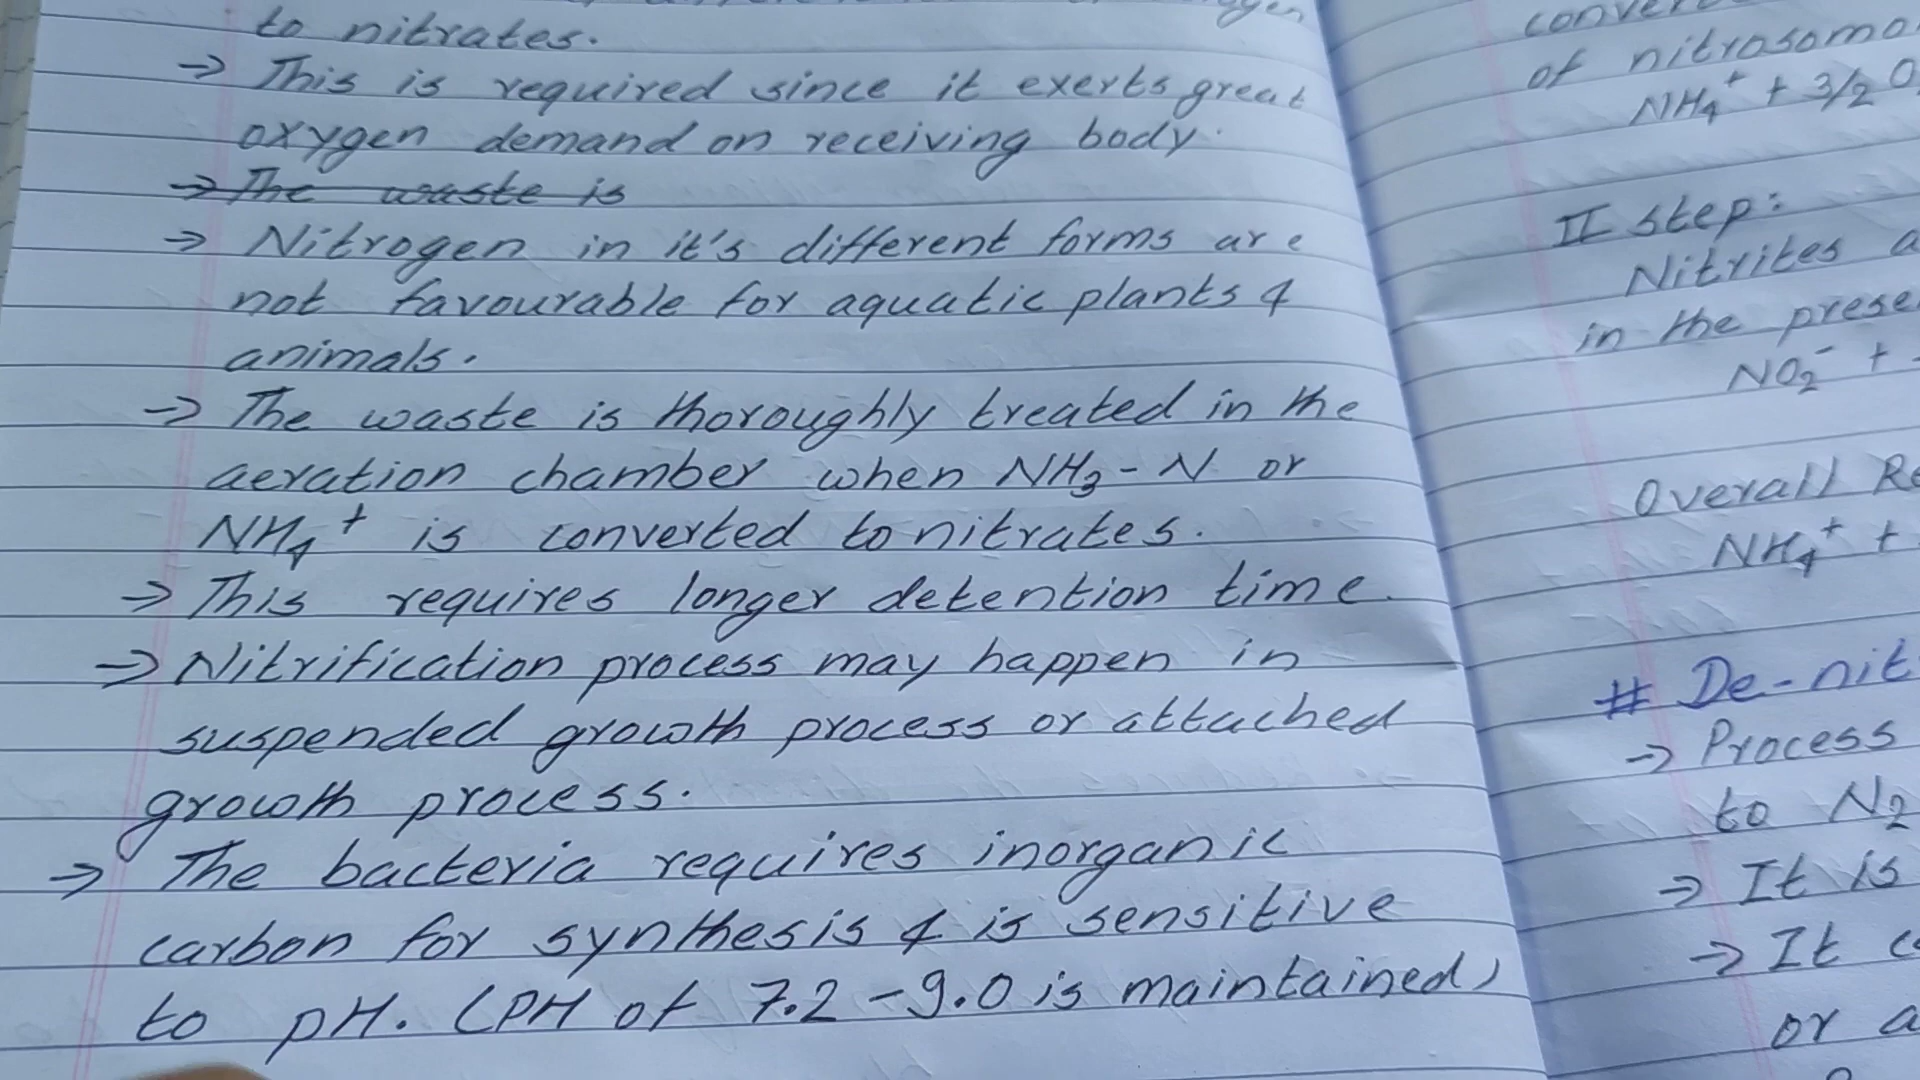 to nitrates.
→ This is required since it exerts great
oxygen demand on receiving body.
→ The waste is
→ Nitrogen in it's different forms are
not favourable for aquatic plants &
animals.
→ The waste is thoroughly treated in the
aeration chamber when NH₃-N or
NH₄⁺ is converted to nitrates.
→ This requires longer detention time.
→ Nitrification process may happen in
suspended growth process or attached
growth process.
→ The bacteria requires inorganic
carbon for synthesis & is sensitive
to pH. (PH of 7.2-9.0 is maintained)
of
NH₄⁺ + 3/2 O
II step:
Nitrites
in the
NO₂⁻ +
Overall
NH₄⁺ +
# De-nit
→ Process
to N₂
→ It is
→ It
or